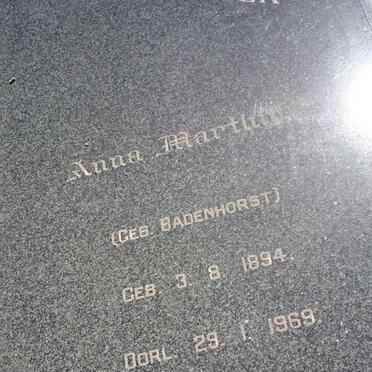 Anna
(GEB. BADENHORST)
GEB. 3. 8. 1894.
OORL. 29. 1. 1969.